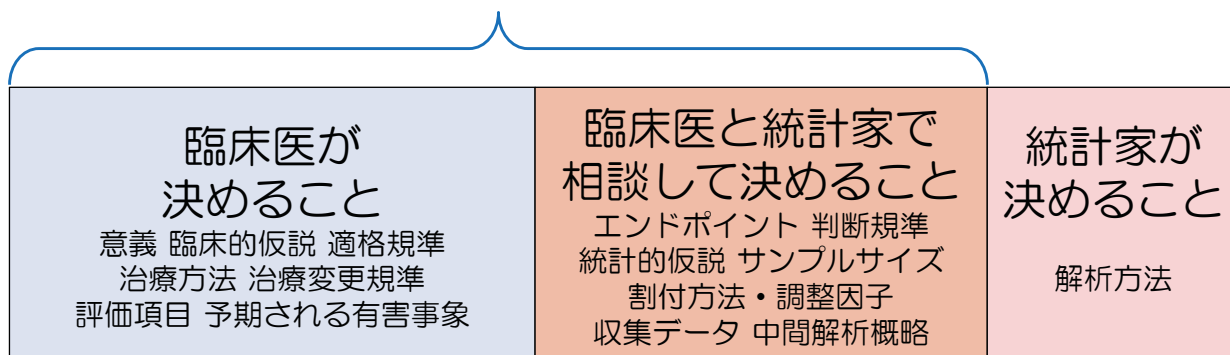 臨床医が
決めること
意義 臨床的仮説 適格規準
治療方法 治療変更規準
評価項目 予期される有害事象
臨床医と統計家で
相談して決めること
エンドポイント 判断規準
統計的仮説 サンプルサイズ
割付方法・調整因子
収集データ 中間解析概略
統計家が
決めること
解析方法